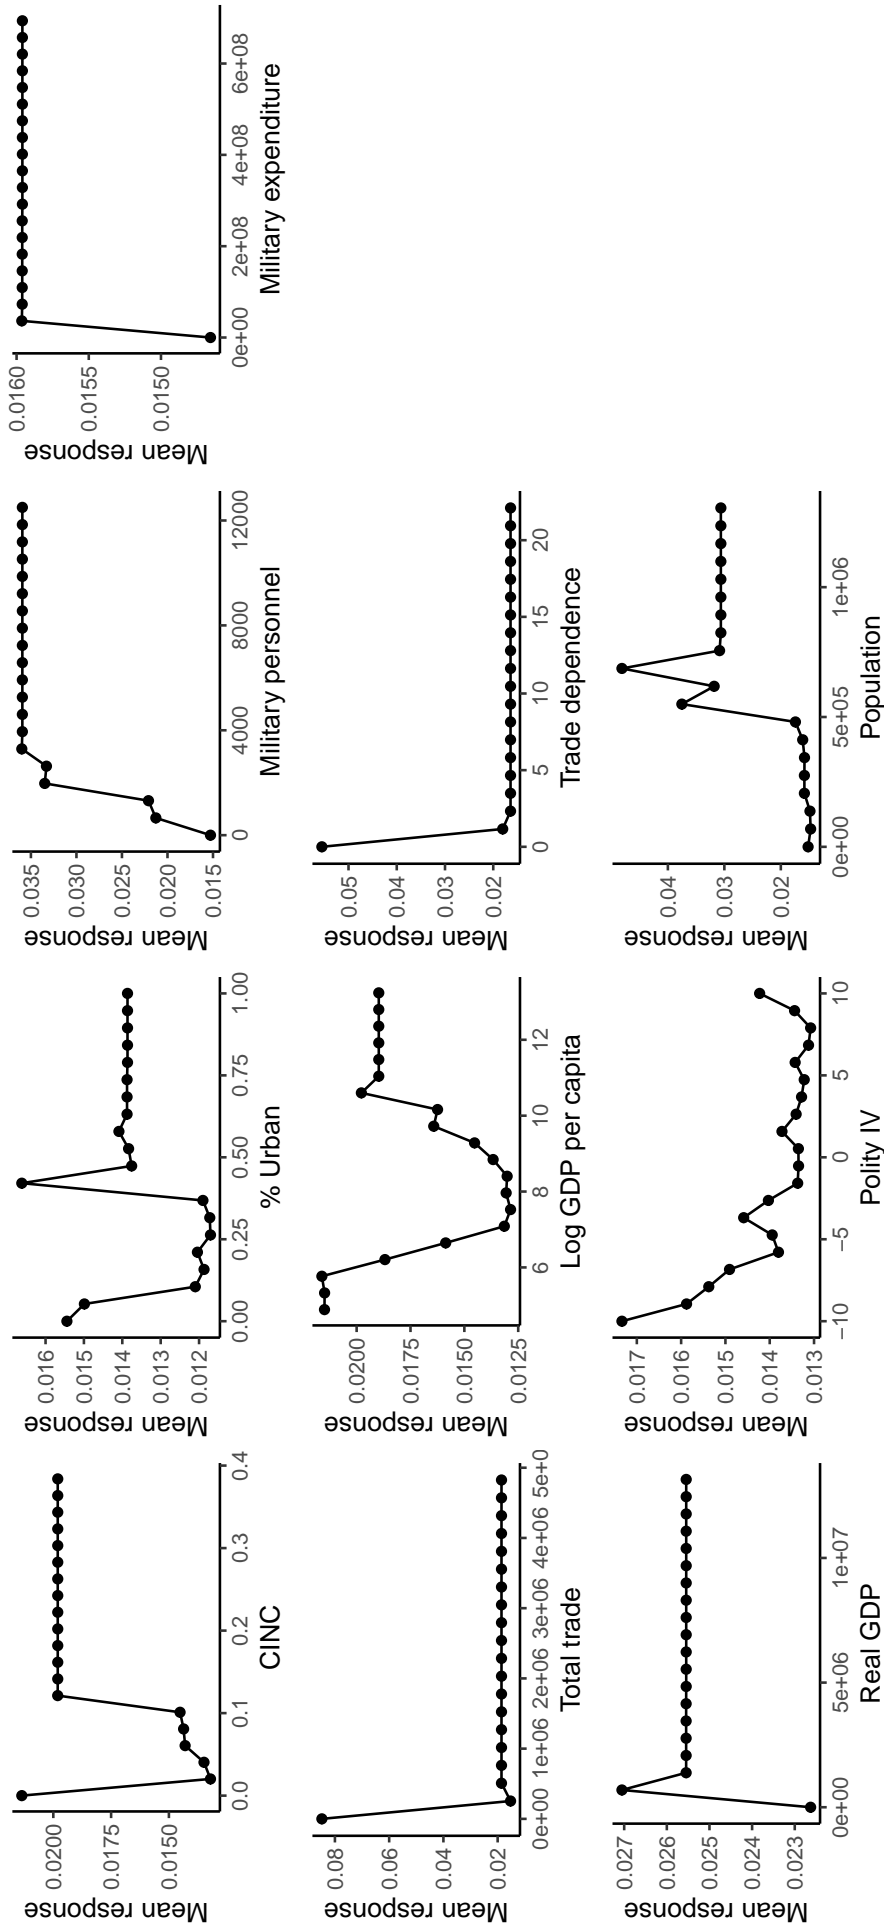 Mean response
0.0200
0.0175
0.0150
0.0 0.1 0.2 0.3 0.4
CINC
Mean response
0.016
0.015
0.014
0.013
0.012
0.00 0.25 0.50 0.75 1.00
% Urban
Mean response
0.035
0.030
0.025
0.020
0.015
0 4000 8000 12000
Military personnel
Mean response
0.0160
0.0155
0.0150
0e+00 2e+08 4e+08 6e+08
Military expenditure
Mean response
0.08
0.06
0.04
0.02
0e+00 1e+06 2e+06 3e+06 4e+06 5e+0
Total trade
Mean response
0.0200
0.0175
0.0150
0.0125
6 8 10 12
Log GDP per capita
Mean response
0.05
0.04
0.03
0.02
0 5 10 15 20
Trade dependence
Mean response
0.027
0.026
0.025
0.024
0.023
0e+00 5e+06 1e+07
Real GDP
Mean response
0.017
0.016
0.015
0.014
0.013
−10 −5 0 5 10
Polity IV
Mean response
0.04
0.03
0.02
0e+00 5e+05 1e+06
Population